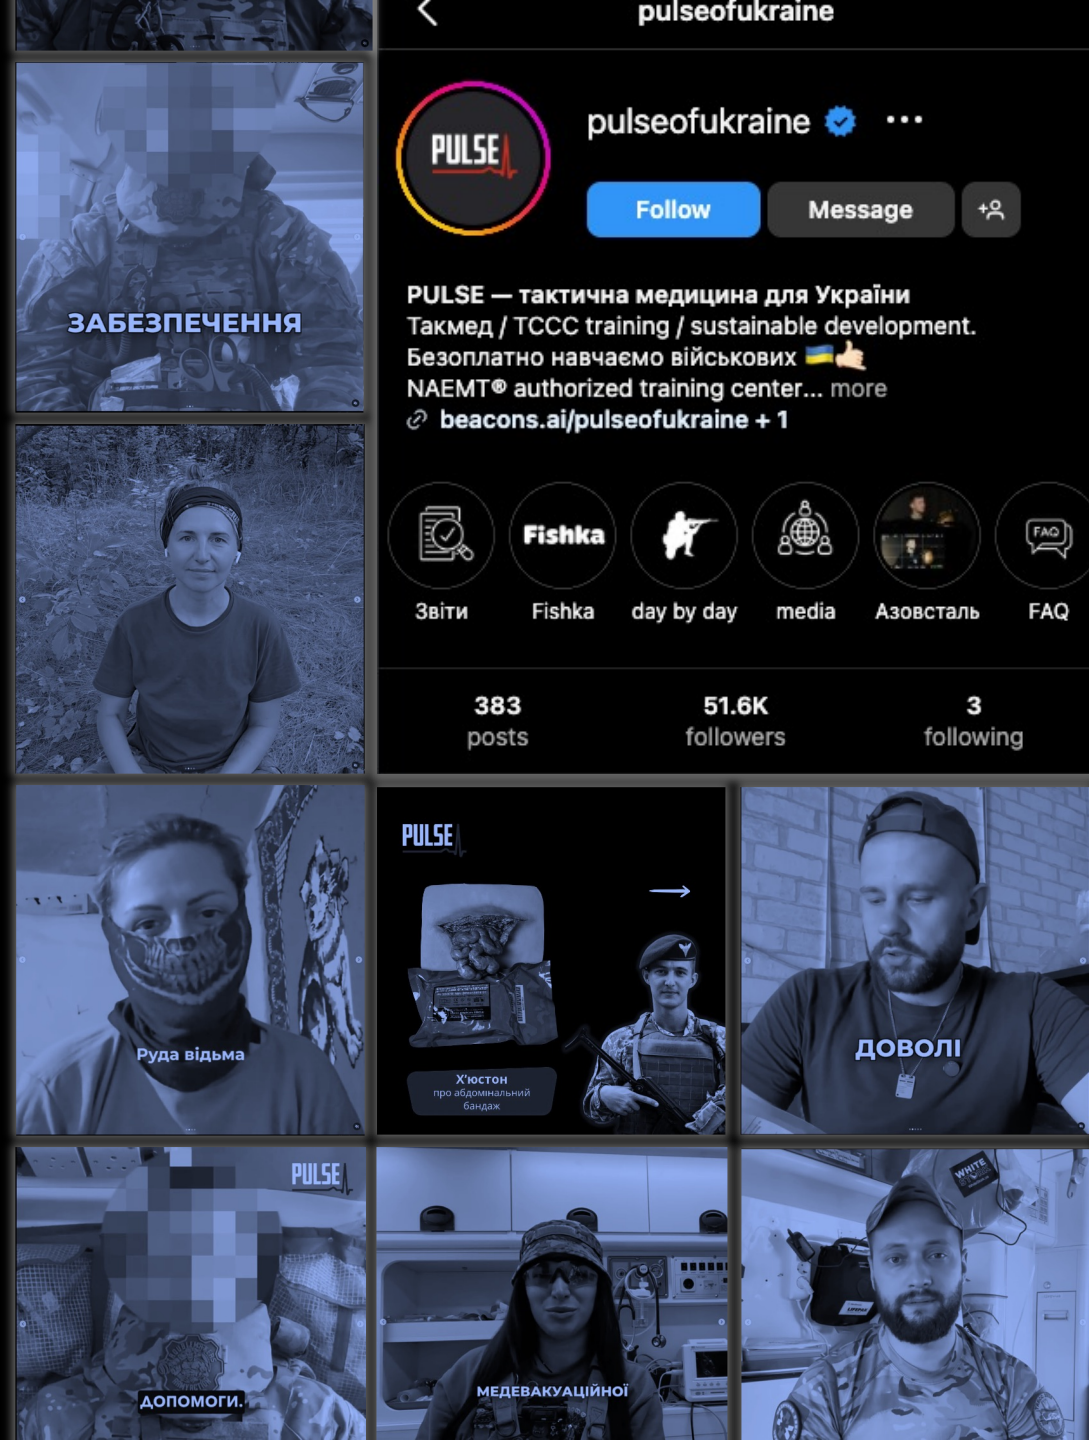 pulseofukraine
PULSE
pulseofukraine
Follow
Message
PULSE — тактична медицина для України
Такмед / TCCC training / sustainable development.
Безоплатно навчаємо військових 🇺🇦🤙🏻
NAEMT® authorized training center... more
beacons.ai/pulseofukraine + 1
Fishka
FAQ
Звіти
Fishka
day by day
media
Азовсталь
FAQ
383
posts
51.6K
followers
3
following
ЗАБЕЗПЕЧЕННЯ
Руда відьма
PULSE
Х'юстон
про абдомінальний
бандаж
ДОВОЛІ
PULSE
ДОПОМОГИ.
МЕДЕВАКУАЦІЙНОЇ
WHITE